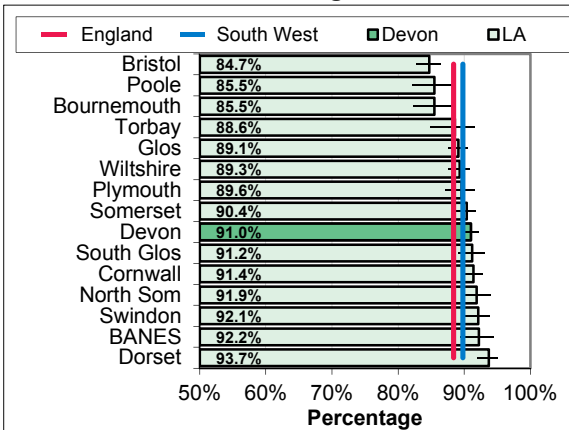 England South West Devon LA
Bristol 84.7%
Poole 85.5%
Bournemouth 85.5%
Torbay 88.6%
Glos 89.1%
Wiltshire 89.3%
Plymouth 89.6%
Somerset 90.4%
Devon 91.0%
South Glos 91.2%
Cornwall 91.4%
North Som 91.9%
Swindon 92.1%
BANES 92.2%
Dorset 93.7%
50% 60% 70% 80% 90% 100%
Percentage